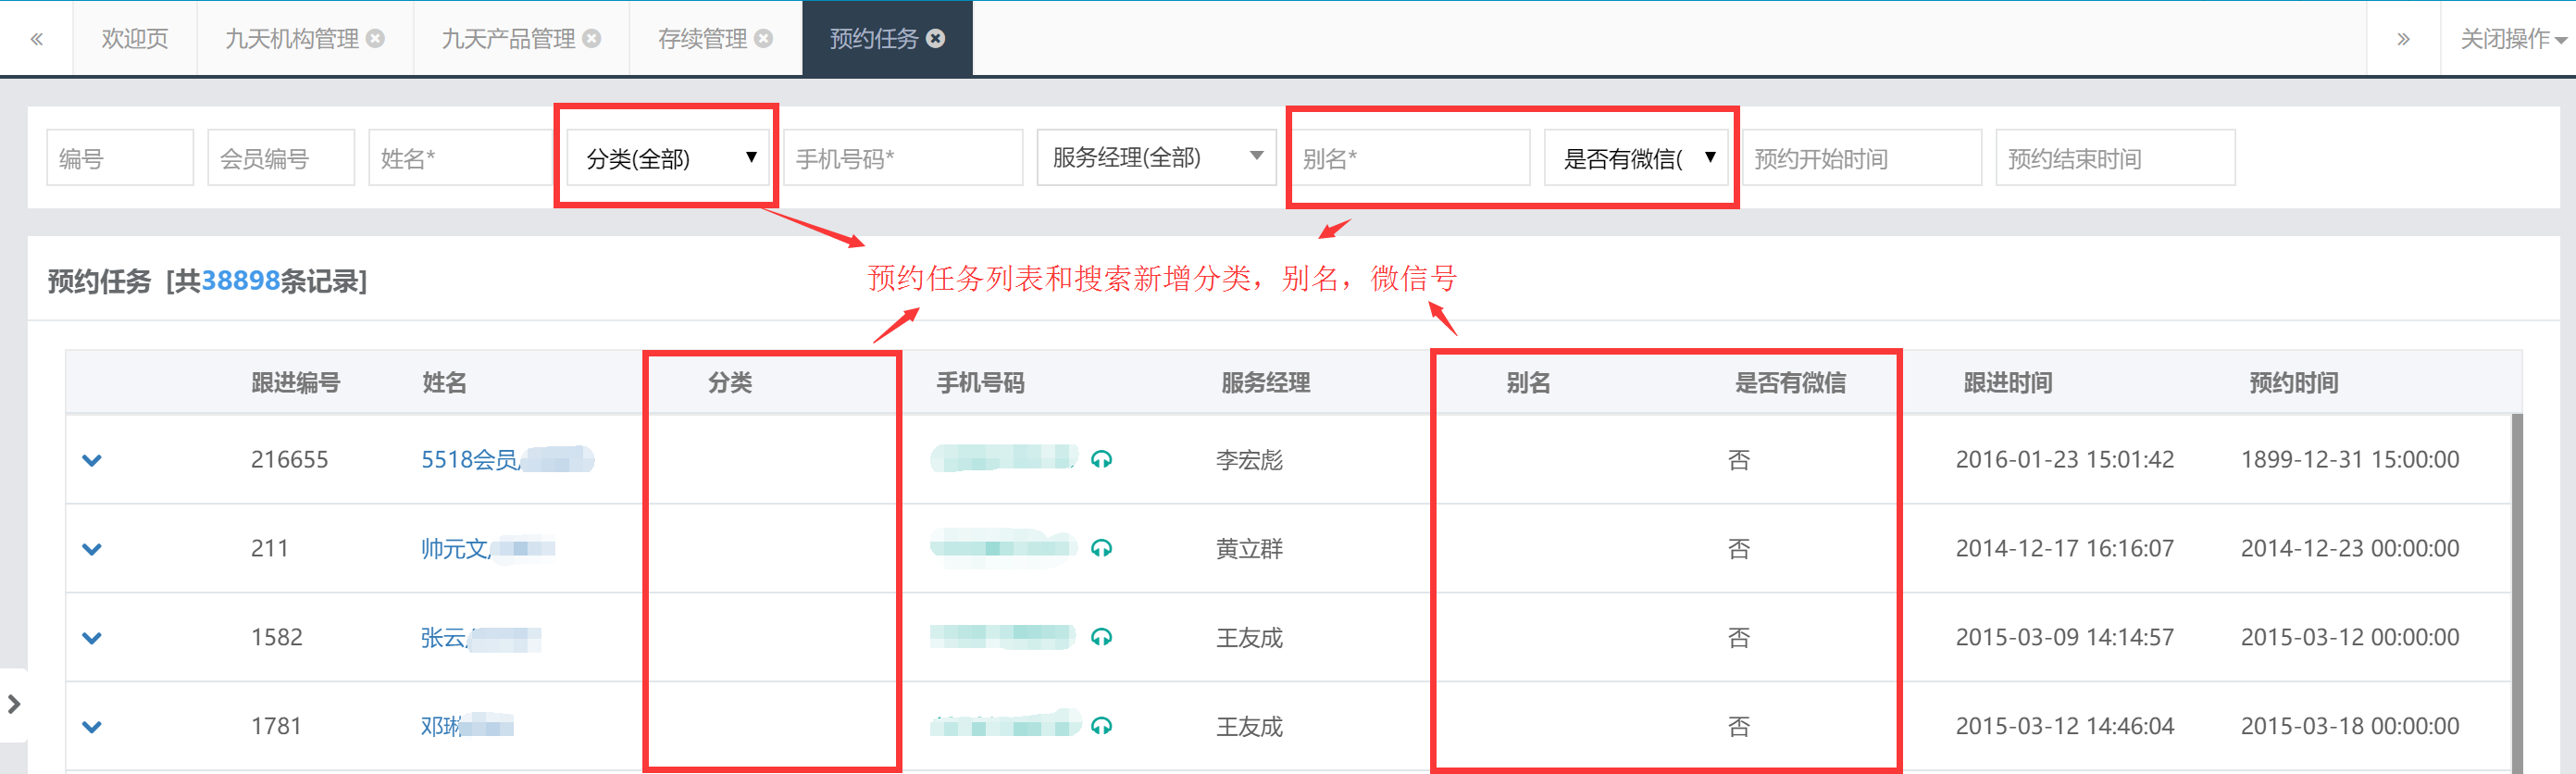 « 欢迎页 九天机构管理 九天产品管理 存续管理 预约任务 » 关闭操作
编号 会员编号 姓名* 分类(全部) 手机号码* 服务经理(全部) 别名* 是否有微信( 预约开始时间 预约结束时间
预约任务列表和搜索新增分类，别名，微信号
预约任务 [共38898条记录]
跟进编号 姓名 分类 手机号码 服务经理 别名 是否有微信 跟进时间 预约时间
216655 5518会员 李宏彪 否 2016-01-23 15:01:42 1899-12-31 15:00:00
211 帅元文 黄立群 否 2014-12-17 16:16:07 2014-12-23 00:00:00
1582 张云 王友成 否 2015-03-09 14:14:57 2015-03-12 00:00:00
1781 邓琳 王友成 否 2015-03-12 14:46:04 2015-03-18 00:00:00